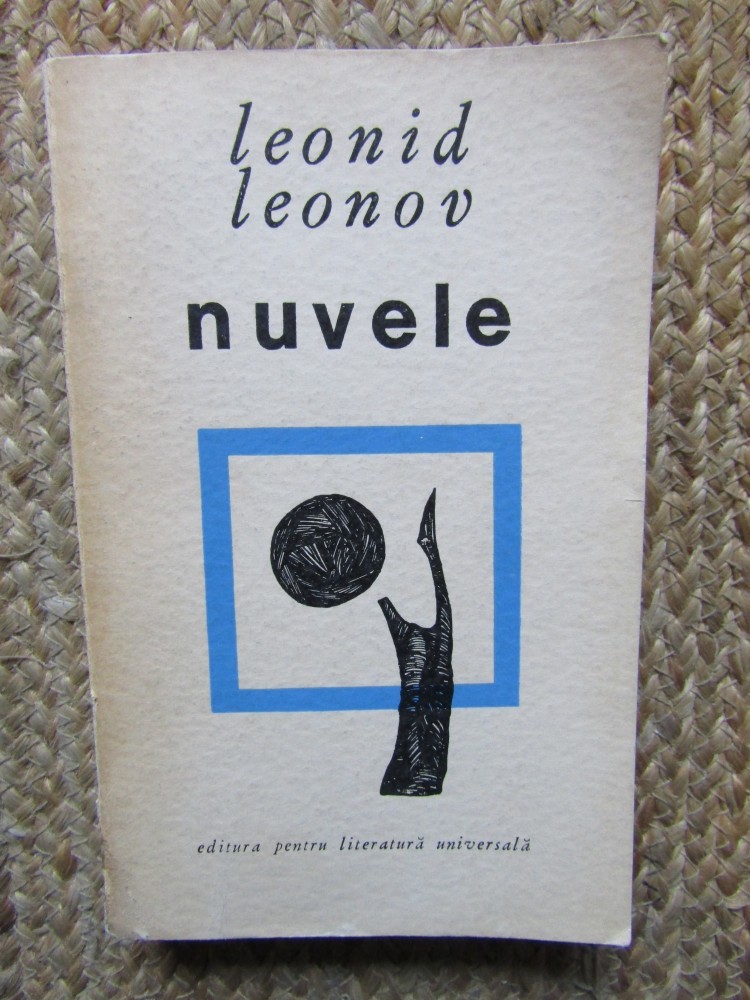 leonid
leonov
nuvele
editura pentru literatură universală